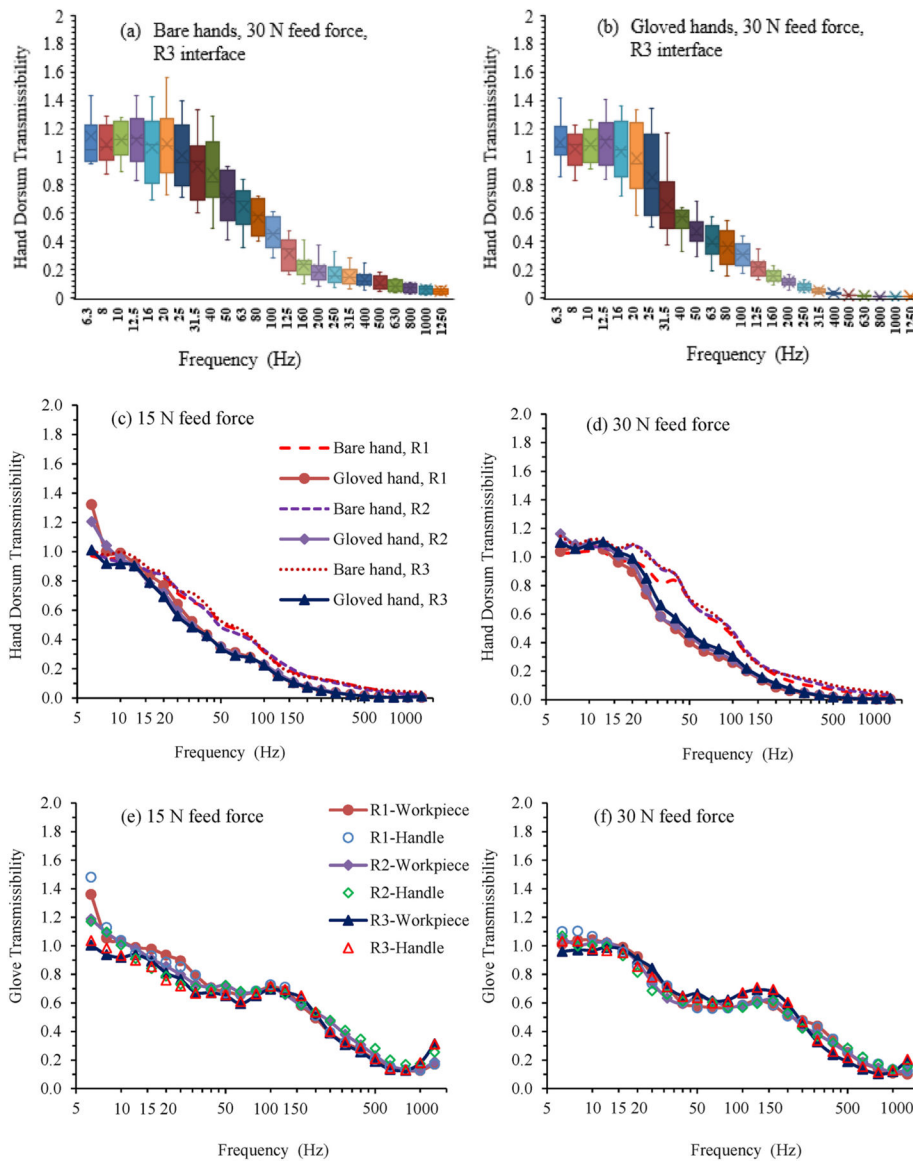 (a) Bare hands, 30 N feed force,
R3 interface
Hand Dorsum Transmissibility
2
1.8
1.6
1.4
1.2
1
0.8
0.6
0.4
0.2
0
6.3 8 10 12.5 16 20 25 31.5 40 50 63 80 100 125 160 200 250 315 400 500 630 800 1000 1250
Frequency (Hz)
(b) Gloved hands, 30 N feed force,
R3 interface
Hand Dorsum Transmissibility
2
1.8
1.6
1.4
1.2
1
0.8
0.6
0.4
0.2
0
6.3 8 10 12.5 16 20 25 31.5 40 50 63 80 100 125 160 200 250 315 400 500 630 800 1000 1250
Frequency (Hz)
(c) 15 N feed force
Bare hand, R1
Gloved hand, R1
Bare hand, R2
Gloved hand, R2
Bare hand, R3
Gloved hand, R3
Hand Dorsum Transmissibility
2.0
1.8
1.6
1.4
1.2
1.0
0.8
0.6
0.4
0.2
0.0
5 10 15 20 50 100 150 500 1000
Frequency (Hz)
(d) 30 N feed force
Hand Dorsum Transmissibility
2.0
1.8
1.6
1.4
1.2
1.0
0.8
0.6
0.4
0.2
0.0
5 10 15 20 50 100 150 500 1000
Frequency (Hz)
(e) 15 N feed force
R1-Workpiece
R1-Handle
R2-Workpiece
R2-Handle
R3-Workpiece
R3-Handle
Glove Transmissibility
2.0
1.8
1.6
1.4
1.2
1.0
0.8
0.6
0.4
0.2
0.0
5 10 15 20 50 100 150 500 1000
Frequency (Hz)
(f) 30 N feed force
Glove Transmissibility
2.0
1.8
1.6
1.4
1.2
1.0
0.8
0.6
0.4
0.2
0.0
5 10 15 20 50 100 150 500 1000
Frequency (Hz)